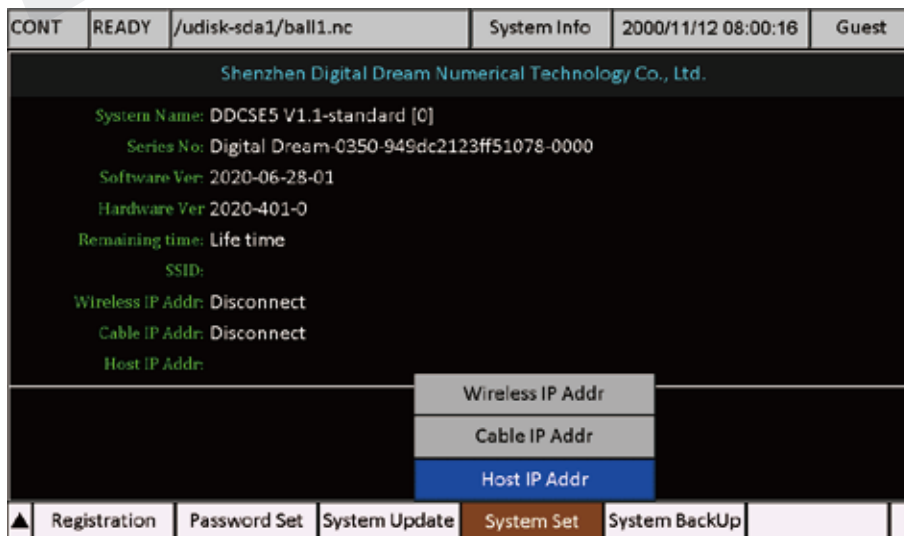 CONT READY /udisk-sda1/ball1.nc System Info 2000/11/12 08:00:16 Guest
Shenzhen Digital Dream Numerical Technology Co., Ltd.
System Name: DDCSE5 V1.1-standard [0]
Series No: Digital Dream-0350-949dc2123ff51078-0000
Software Ver: 2020-06-28-01
Hardware Ver 2020-401-0
Remaining time: Life time
SSID:
Wireless IP Addr: Disconnect
Cable IP Addr: Disconnect
Host IP Addr:
Wireless IP Addr
Cable IP Addr
Host IP Addr
▲ Registration Password Set System Update System Set System BackUp